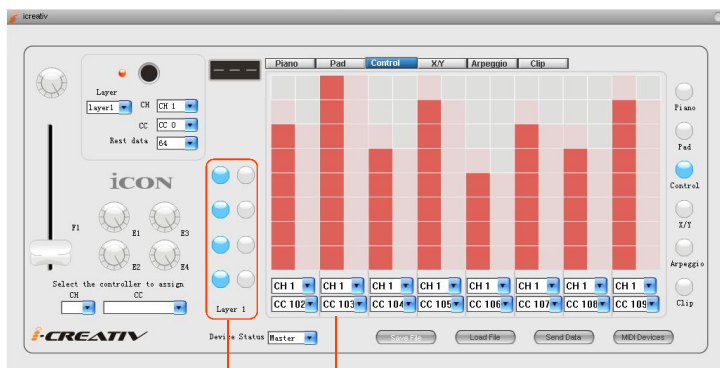 icreativ
Piano Pad Control X/Y Arpeggio Clip
Layer
layer1 CH CH 1
CC CC 0
Rest data 64
iCON
F1
E1 E3
E2 E4
Select the controller to assign
CH CC
Layer 1
CH 1 CH 1 CH 1 CH 1 CH 1 CH 1 CH 1 CH 1
CC 102 CC 103 CC 104 CC 105 CC 106 CC 107 CC 108 CC 109
Piano
Pad
Control
X/Y
Arpeggio
Clip
i-CREATIV
Device Status Master
Save File Load File Send Data MIDI Devices